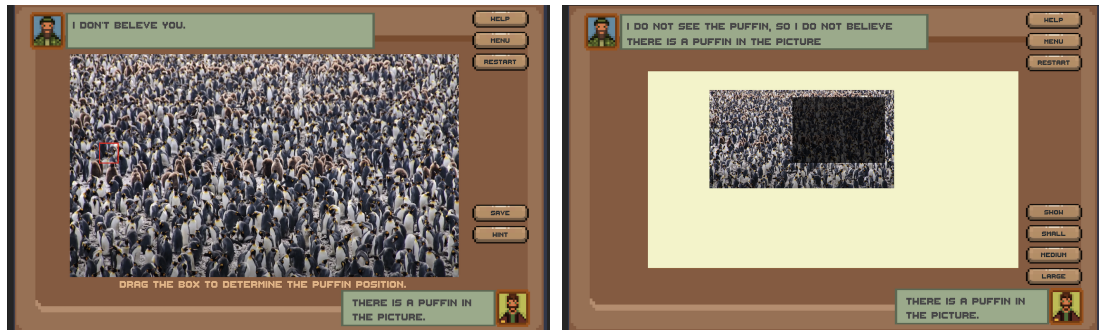 I DON'T BELEVE YOU.
HELP
MENU
RESTART
SAVE
HINT
DRAG THE BOX TO DETERMINE THE PUFFIN POSITION.
THERE IS A PUFFIN IN
THE PICTURE.
I DO NOT SEE THE PUFFIN, SO I DO NOT BELIEVE
THERE IS A PUFFIN IN THE PICTURE
HELP
MENU
RESTART
SHOW
SMALL
MEDIUM
LARGE
THERE IS A PUFFIN IN
THE PICTURE.